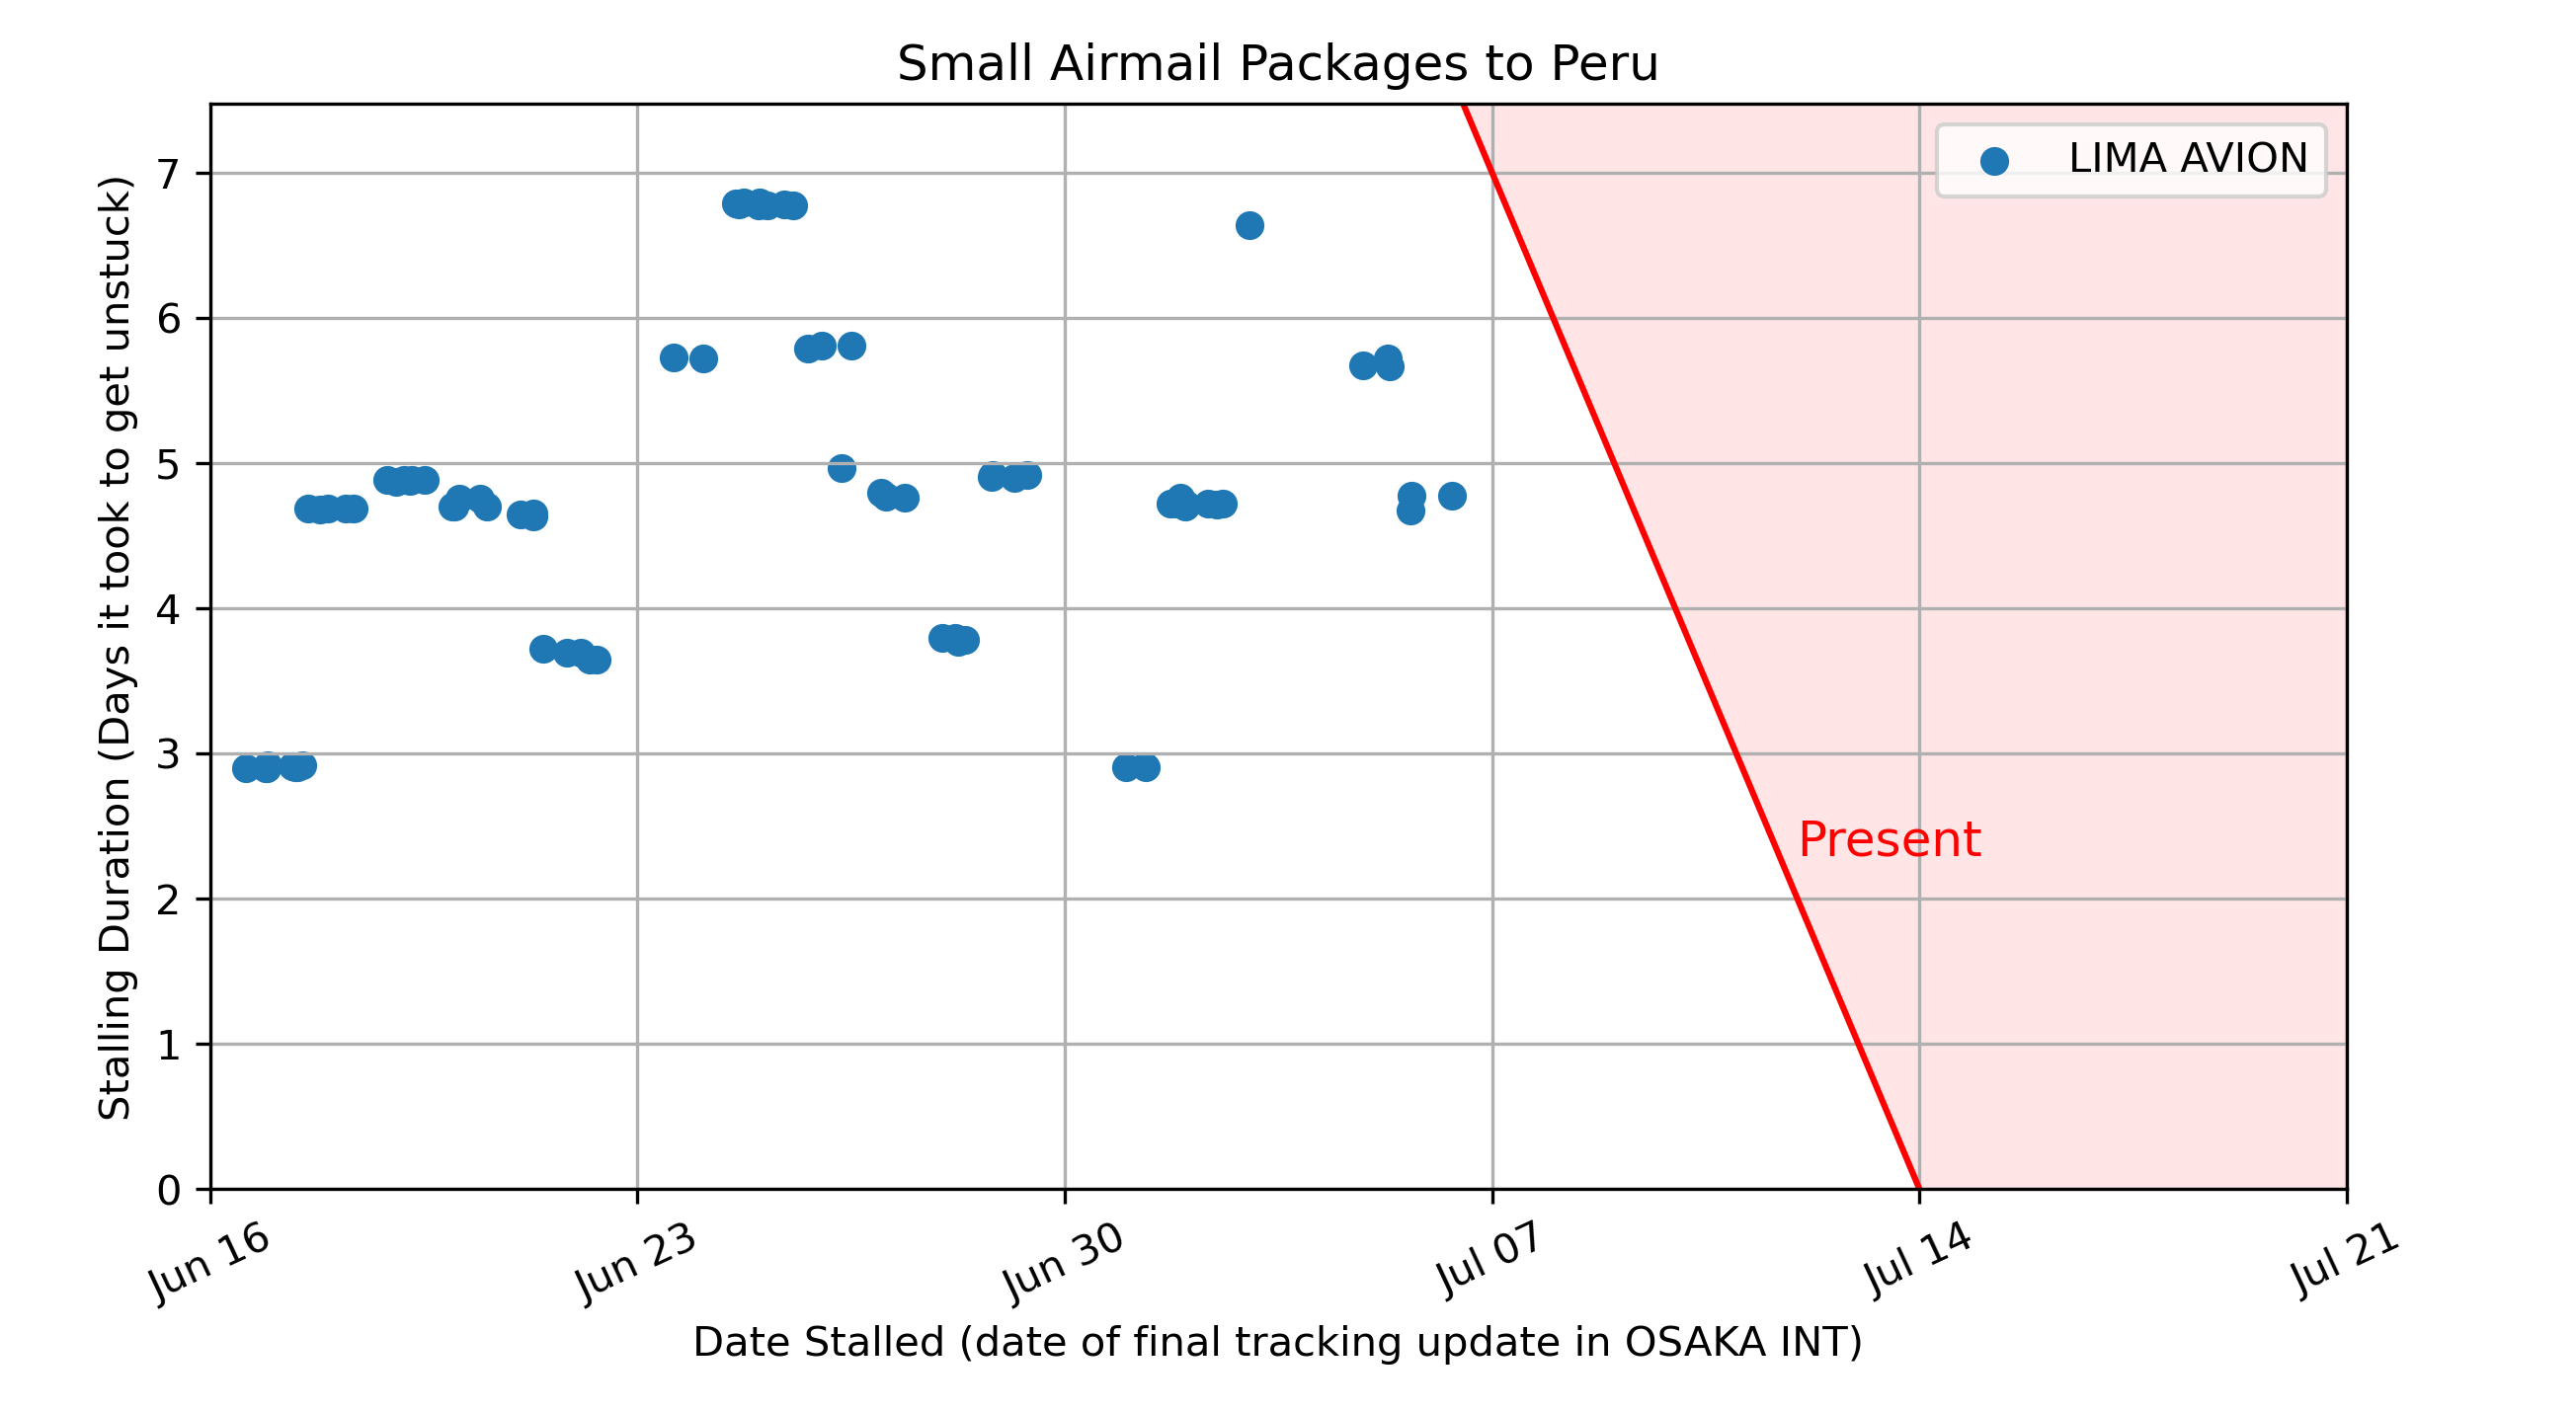 Small Airmail Packages to Peru
LIMA AVION
Stalling Duration (Days it took to get unstuck)
7
6
5
4
3
2
1
0
Present
Jun 16
Jun 23
Jun 30
Jul 07
Jul 14
Jul 21
Date Stalled (date of final tracking update in OSAKA INT)